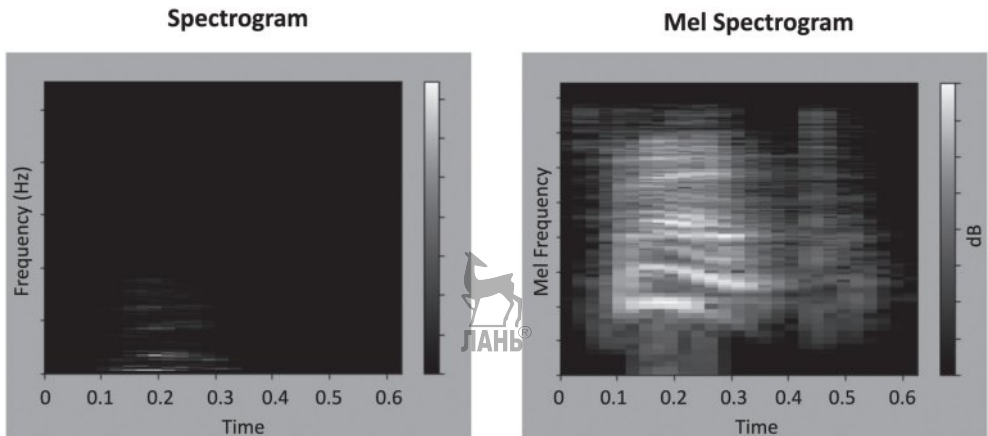 Spectrogram
Frequency (Hz)
0 0.1 0.2 0.3 0.4 0.5 0.6
Time
Mel Spectrogram
Mel Frequency
dB
0 0.1 0.2 0.3 0.4 0.5 0.6
Time
ЛАНЬ®